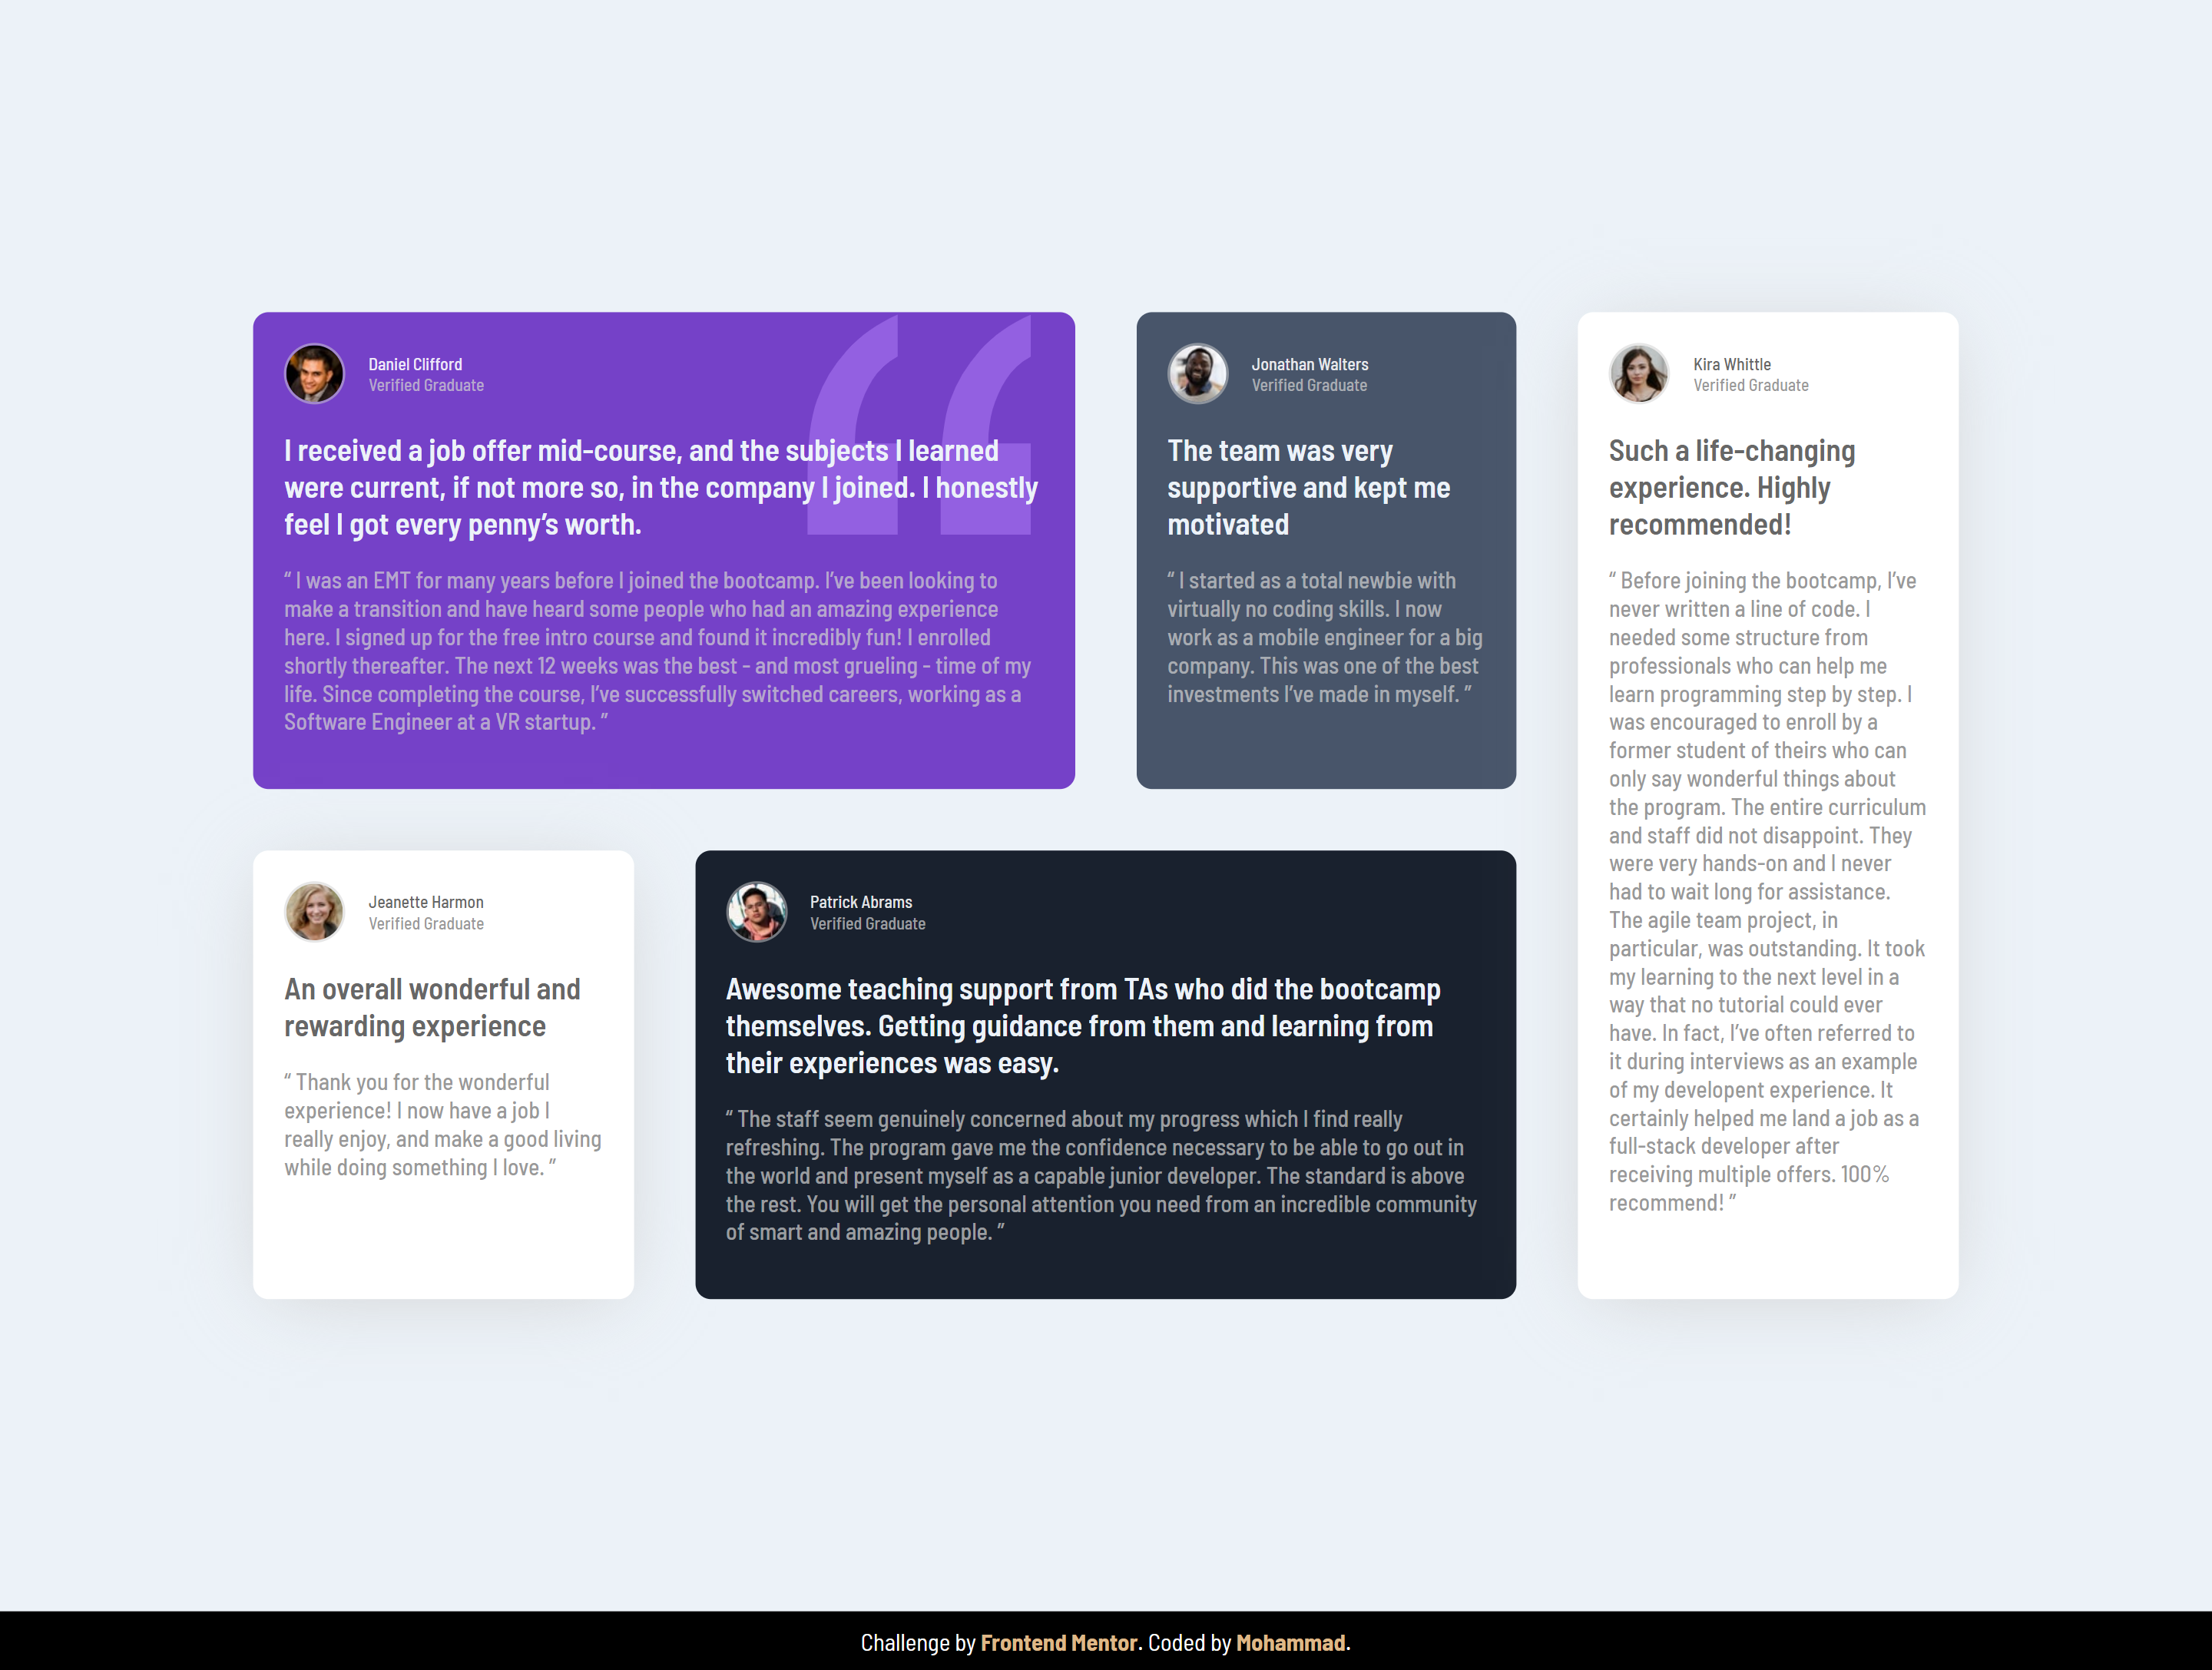 Daniel Clifford
Verified Graduate
I received a job offer mid-course, and the subjects I learned
were current, if not more so, in the company I joined. I honestly
feel I got every penny’s worth.
“ I was an EMT for many years before I joined the bootcamp. I’ve been looking to
make a transition and have heard some people who had an amazing experience
here. I signed up for the free intro course and found it incredibly fun! I enrolled
shortly thereafter. The next 12 weeks was the best - and most grueling - time of my
life. Since completing the course, I’ve successfully switched careers, working as a
Software Engineer at a VR startup. ”
Jonathan Walters
Verified Graduate
The team was very
supportive and kept me
motivated
“ I started as a total newbie with
virtually no coding skills. I now
work as a mobile engineer for a big
company. This was one of the best
investments I’ve made in myself. ”
Kira Whittle
Verified Graduate
Such a life-changing
experience. Highly
recommended!
“ Before joining the bootcamp, I’ve
never written a line of code. I
needed some structure from
professionals who can help me
learn programming step by step. I
was encouraged to enroll by a
former student of theirs who can
only say wonderful things about
the program. The entire curriculum
and staff did not disappoint. They
were very hands-on and I never
had to wait long for assistance.
The agile team project, in
particular, was outstanding. It took
my learning to the next level in a
way that no tutorial could ever
have. In fact, I’ve often referred to
it during interviews as an example
of my developent experience. It
certainly helped me land a job as a
full-stack developer after
receiving multiple offers. 100%
recommend! ”
Jeanette Harmon
Verified Graduate
An overall wonderful and
rewarding experience
“ Thank you for the wonderful
experience! I now have a job I
really enjoy, and make a good living
while doing something I love. ”
Patrick Abrams
Verified Graduate
Awesome teaching support from TAs who did the bootcamp
themselves. Getting guidance from them and learning from
their experiences was easy.
“ The staff seem genuinely concerned about my progress which I find really
refreshing. The program gave me the confidence necessary to be able to go out in
the world and present myself as a capable junior developer. The standard is above
the rest. You will get the personal attention you need from an incredible community
of smart and amazing people. ”
Challenge by Frontend Mentor. Coded by Mohammad.